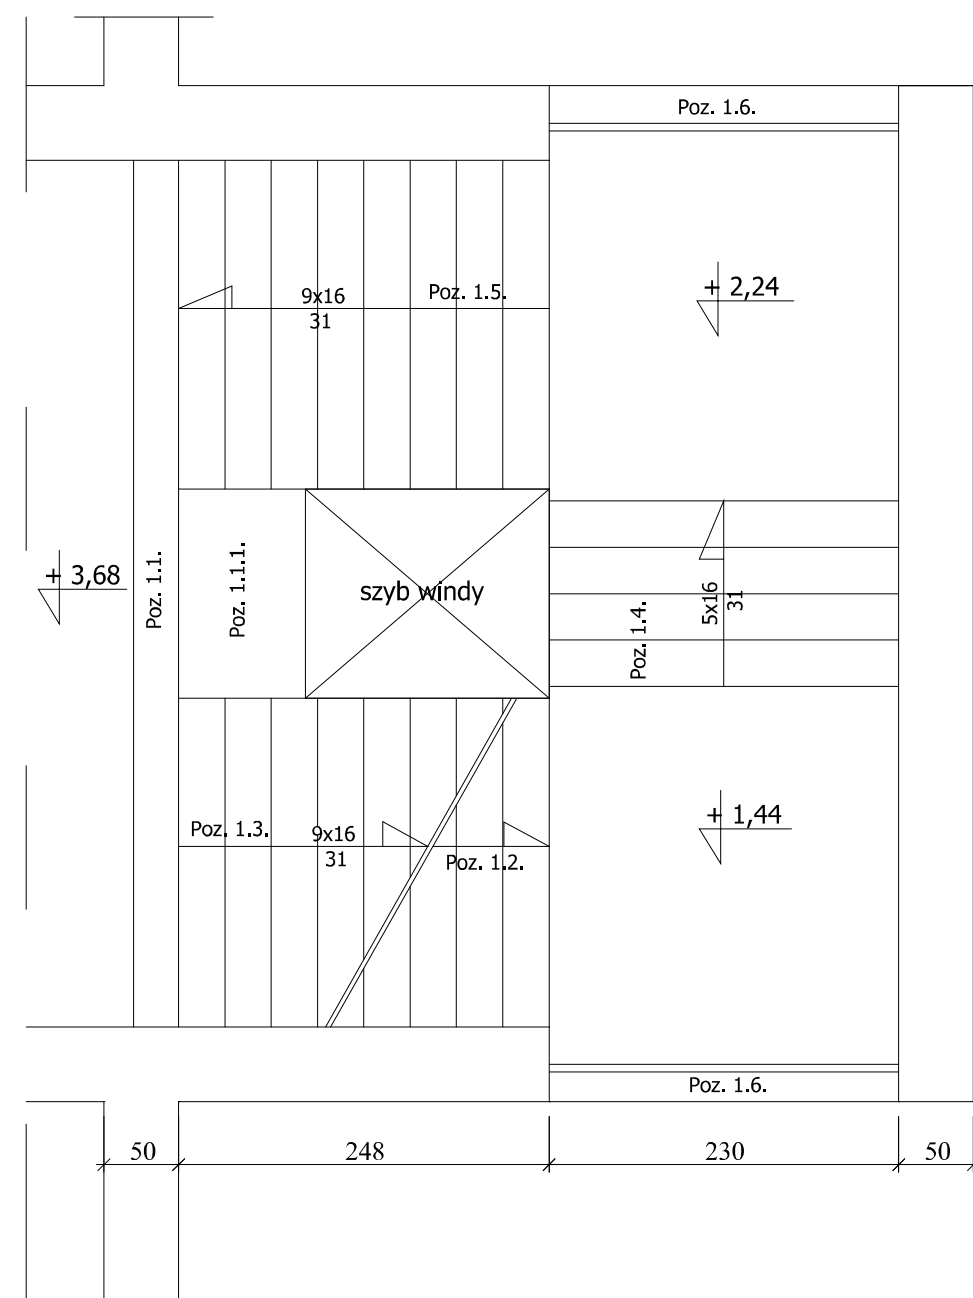 Poz. 1.6.
+ 2,24
9x16
31
Poz. 1.5.
+ 3,68
Poz. 1.1.
Poz. 1.1.1.
szyb windy
Poz. 1.4.
5x16
31
Poz. 1.3.
9x16
31
Poz. 1.2.
+ 1,44
Poz. 1.6.
50
248
230
50